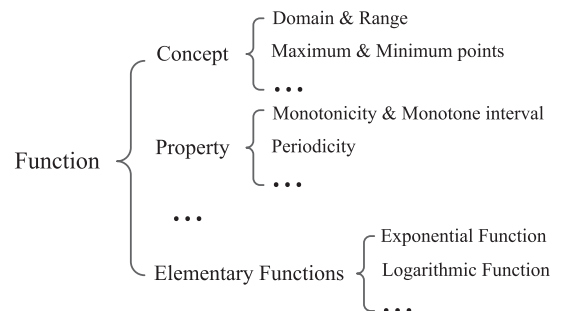 Function
Concept
Domain & Range
Maximum & Minimum points
...
Property
Monotonicity & Monotone interval
Periodicity
...
...
Elementary Functions
Exponential Function
Logarithmic Function
...